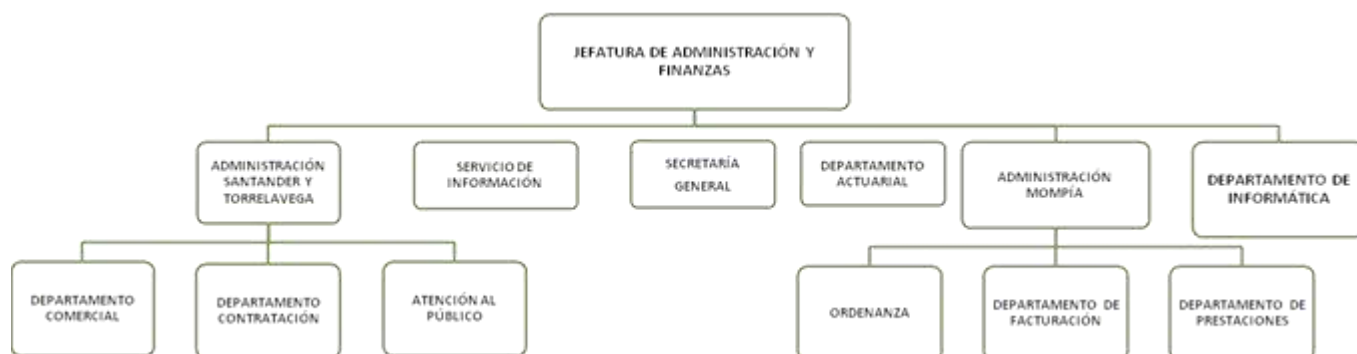 JEFATURA DE ADMINISTRACIÓN Y
FINANZAS
ADMINISTRACIÓN
SANTANDER Y
TORRELAVEGA
SERVICIO DE
INFORMACIÓN
SECRETARÍA
GENERAL
DEPARTAMENTO
ACTUARIAL
ADMINISTRACIÓN
MOMPÍA
DEPARTAMENTO DE
INFORMÁTICA
DEPARTAMENTO
COMERCIAL
DEPARTAMENTO
CONTRATACIÓN
ATENCIÓN AL
PÚBLICO
ORDENANZA
DEPARTAMENTO DE
FACTURACIÓN
DEPARTAMENTO DE
PRESTACIONES